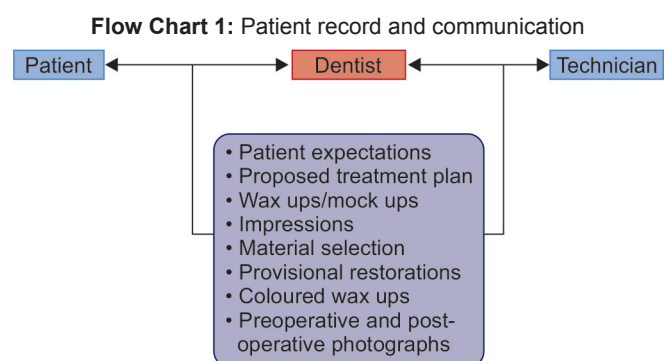 Flow Chart 1: Patient record and communication
Patient Dentist Technician
• Patient expectations
• Proposed treatment plan
• Wax ups/mock ups
• Impressions
• Material selection
• Provisional restorations
• Coloured wax ups
• Preoperative and post-
operative photographs